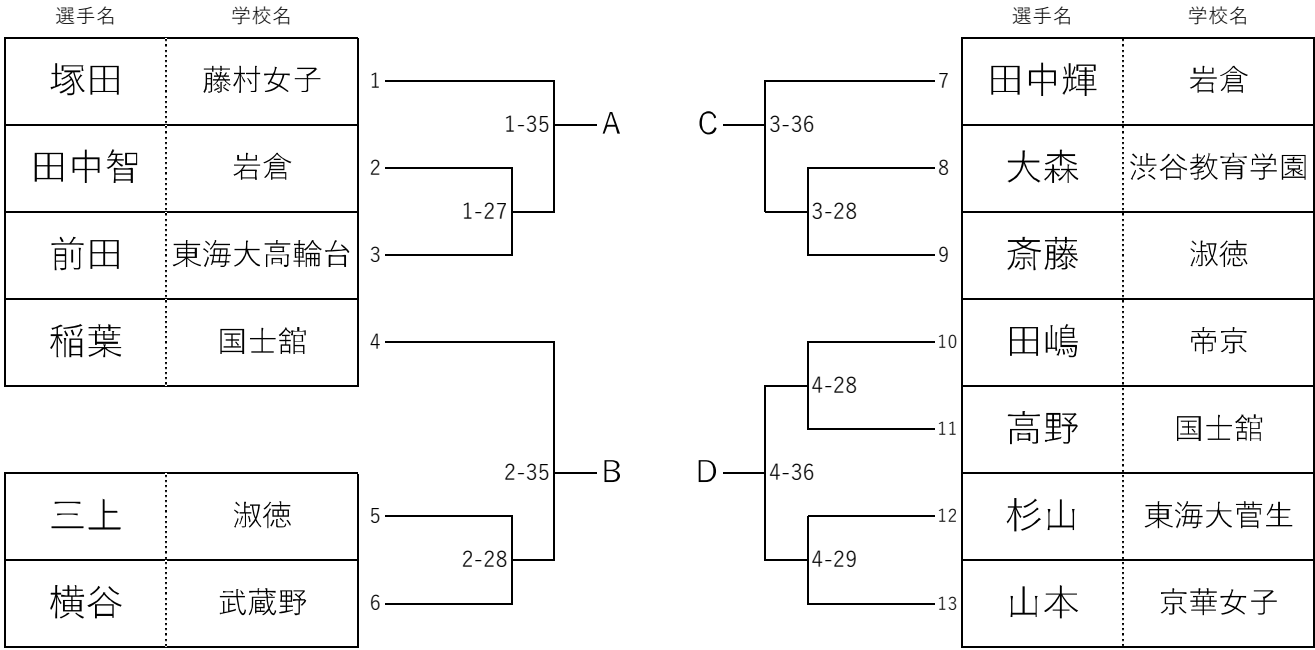 選手名 学校名
塚田 藤村女子 1
田中智 岩倉 2
前田 東海大高輪台 3
稲葉 国士舘 4
三上 淑徳 5
横谷 武蔵野 6
1-35 A
1-27
2-35 B
2-28
選手名 学校名
7 田中輝 岩倉
8 大森 渋谷教育学園
9 斎藤 淑徳
10 田嶋 帝京
11 高野 国士舘
12 杉山 東海大菅生
13 山本 京華女子
C 3-36
3-28
4-28
D 4-36
4-29